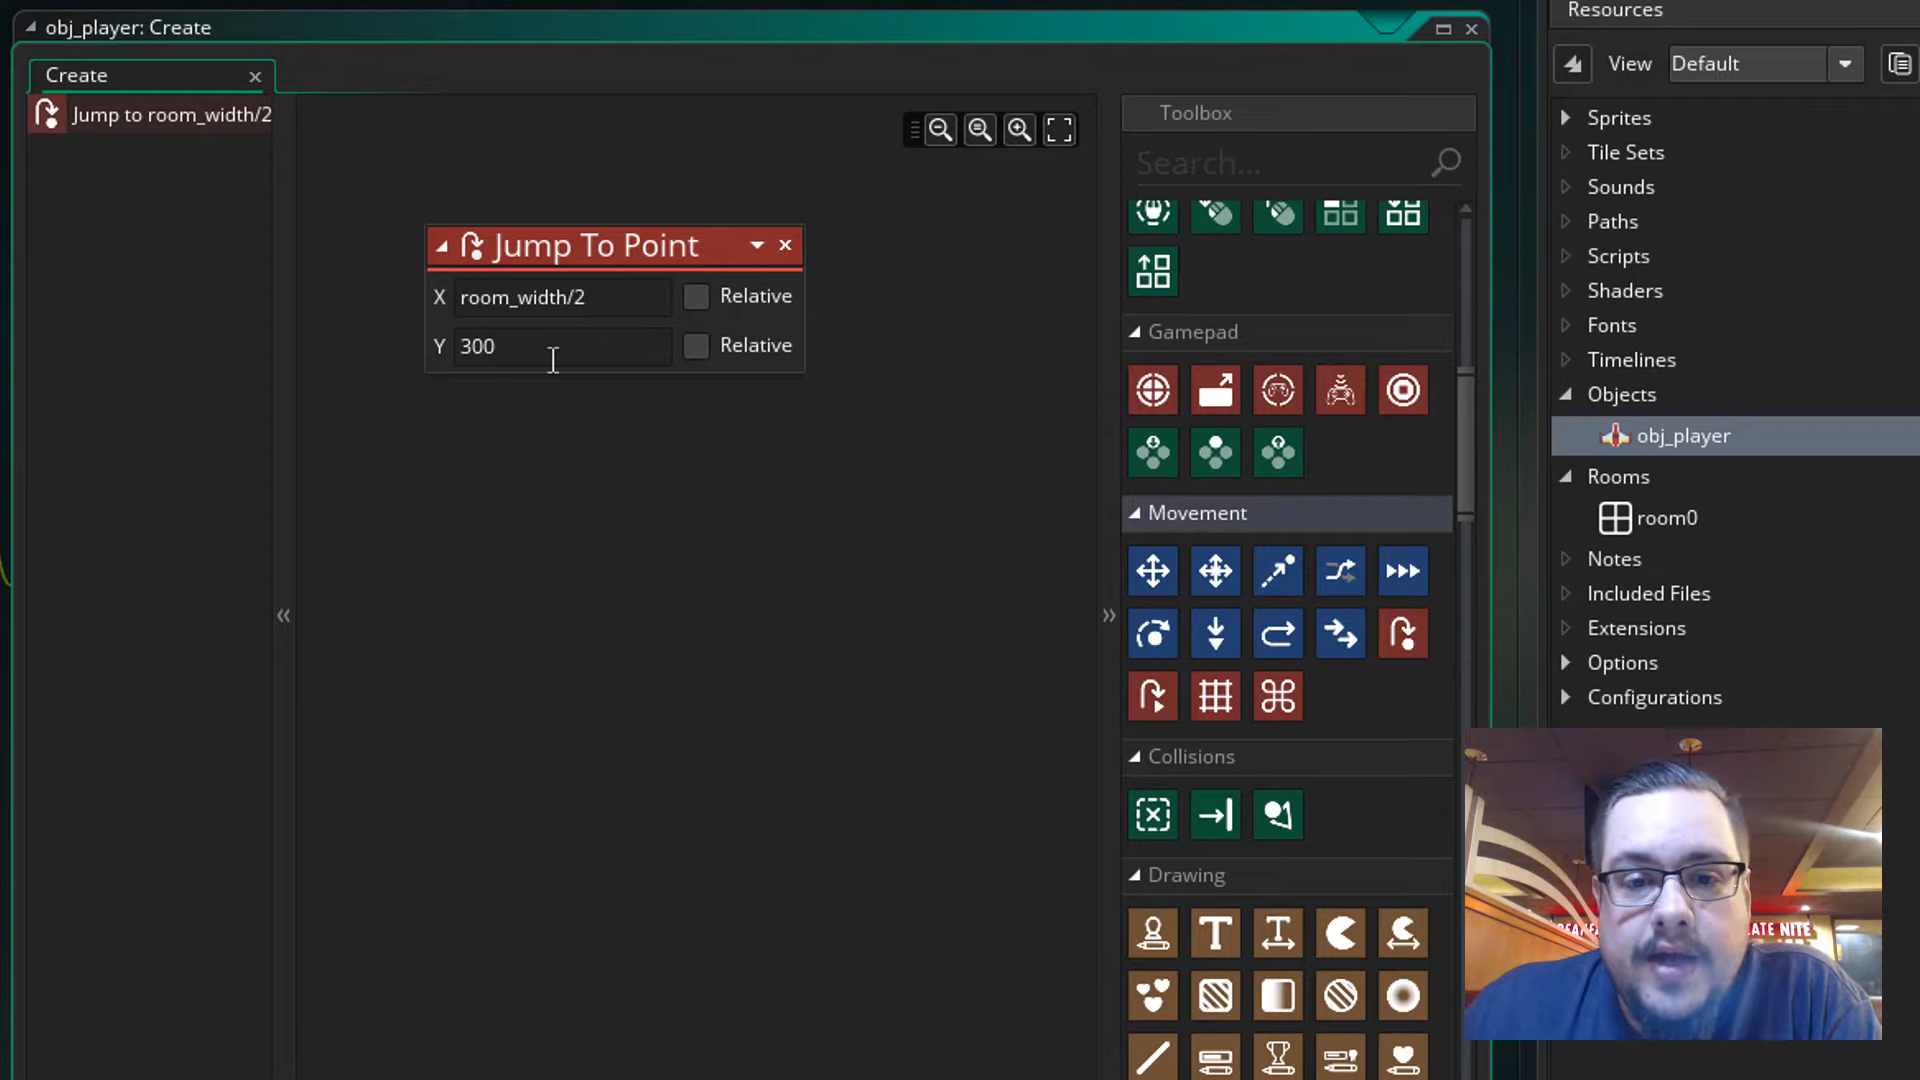 obj_player: Create
Create
Jump to room_width/2
Jump To Point
X room_width/2 Relative
Y 300 Relative
Toolbox
Search...
Gamepad
Movement
Collisions
Drawing
Resources
View Default
Sprites
Tile Sets
Sounds
Paths
Scripts
Shaders
Fonts
Timelines
Objects
obj_player
Rooms
room0
Notes
Included Files
Extensions
Options
Configurations
ATE NITE